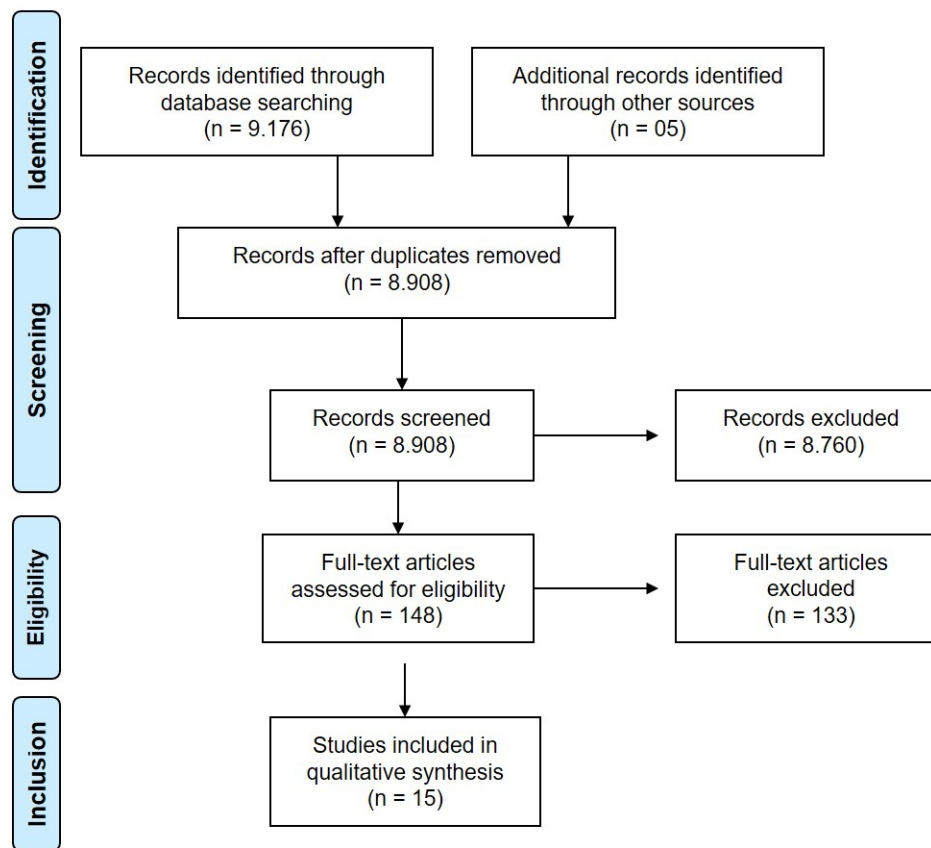 Identification
Records identified through
database searching
(n = 9.176)
Additional records identified
through other sources
(n = 05)
Screening
Records after duplicates removed
(n = 8.908)
Records screened
(n = 8.908)
Records excluded
(n = 8.760)
Eligibility
Full-text articles
assessed for eligibility
(n = 148)
Full-text articles
excluded
(n = 133)
Inclusion
Studies included in
qualitative synthesis
(n = 15)